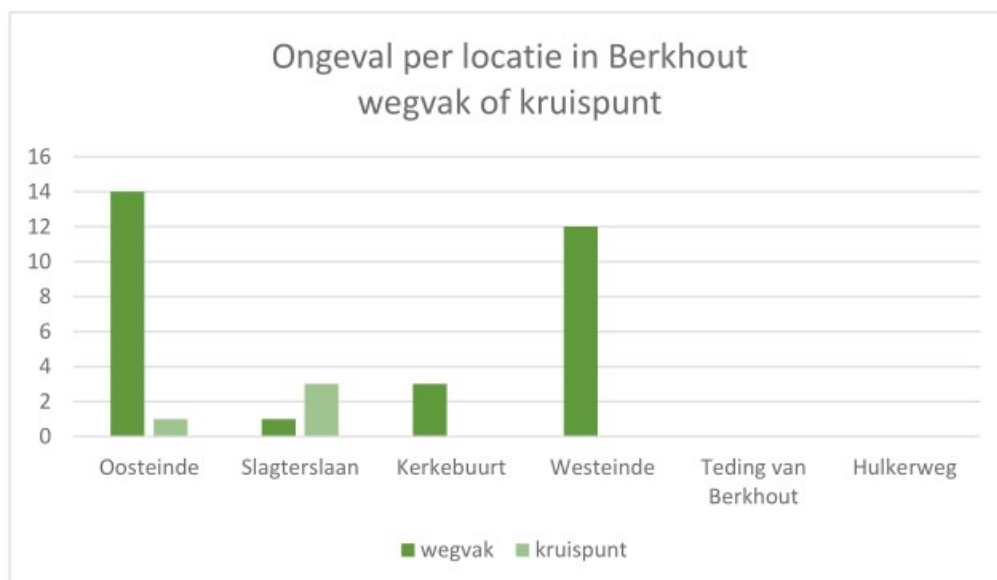 Ongeval per locatie in Berkhout
wegvak of kruispunt
16
14
12
10
8
6
4
2
0
Oosteinde
Slagterslaan
Kerkebuurt
Westeinde
Teding van
Berkhout
Hulkerweg
wegvak
kruispunt